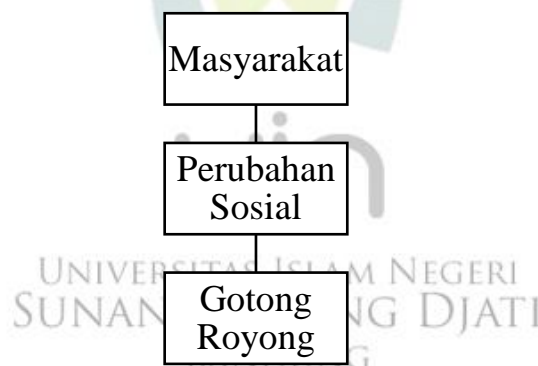 Masyarakat
Perubahan
Sosial
UNIVERSITAS ISLAM NEGERI
Gotong
SUNAN NG DJATI
Royong